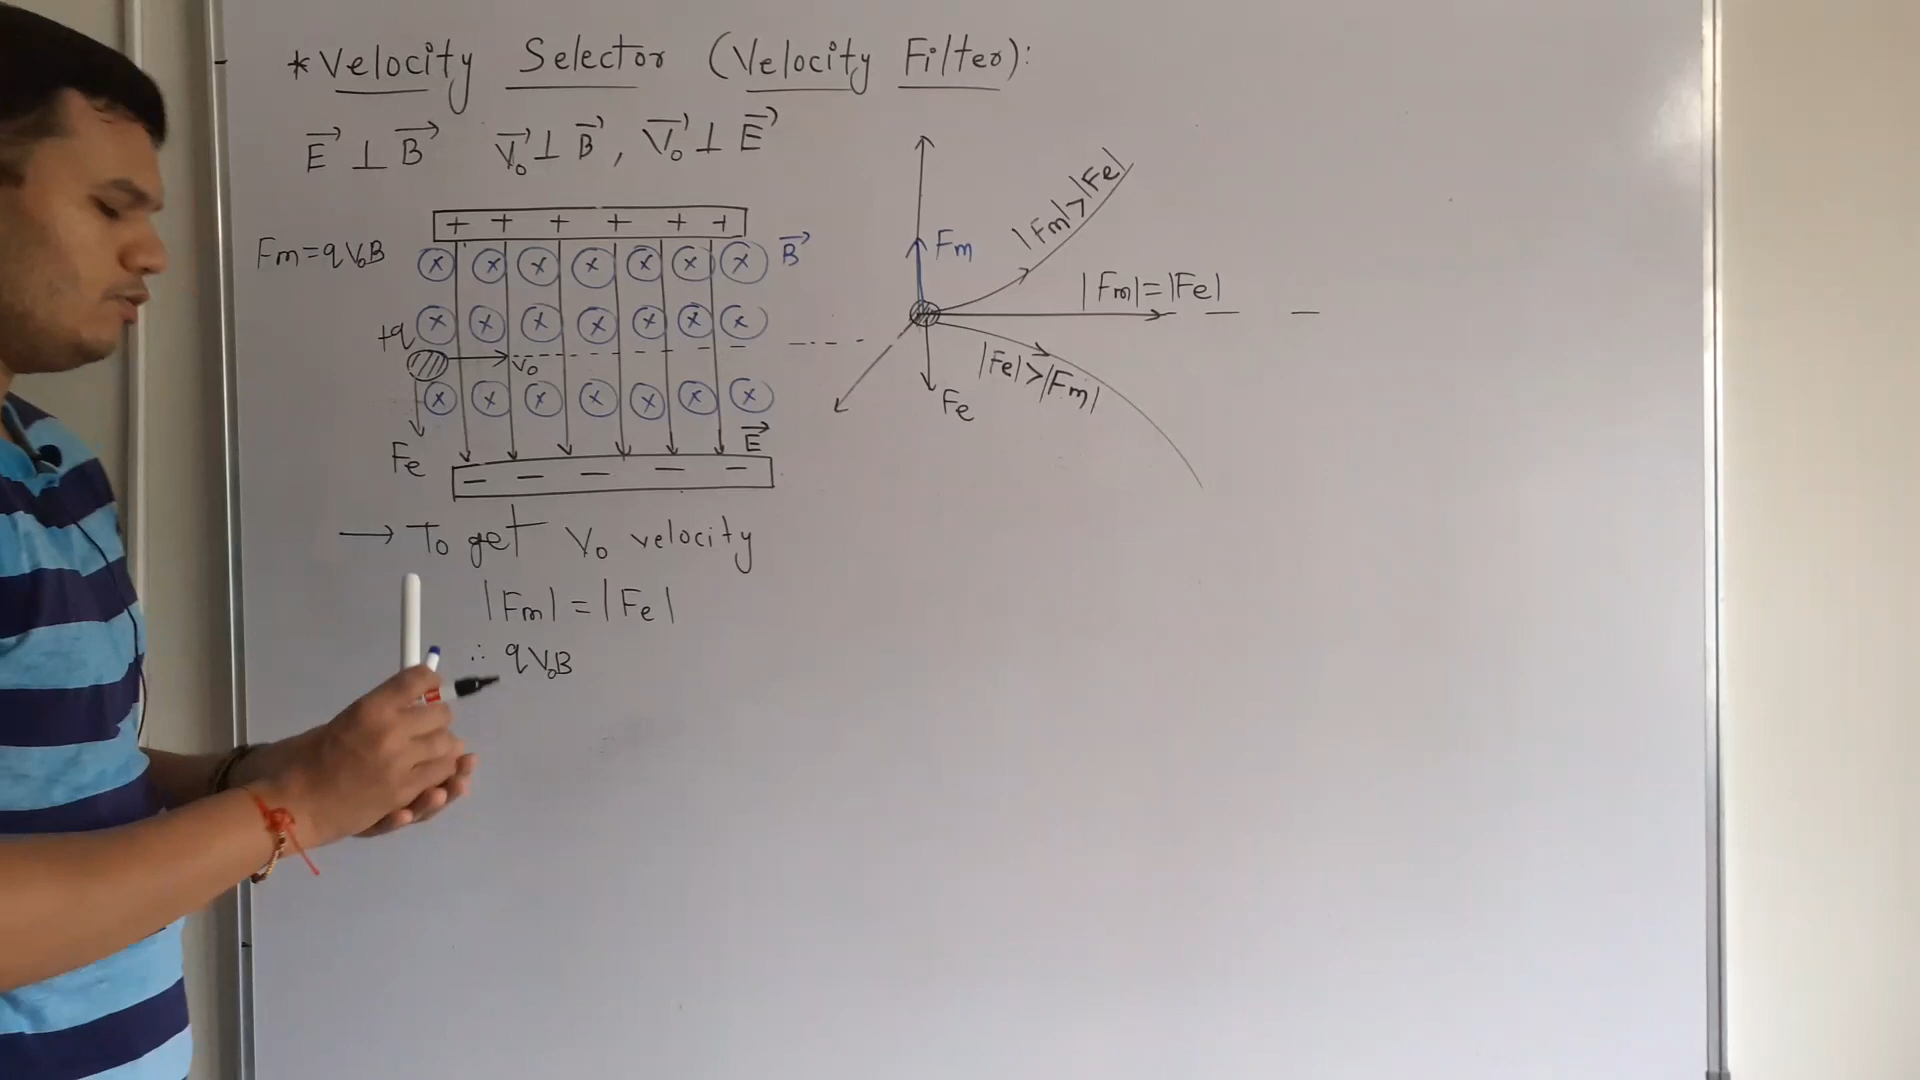 * Velocity Selector (Velocity Filter):
E⃗ ⊥ B⃗ V⃗₀ ⊥ B⃗, V⃗₀ ⊥ E⃗
+ + + + + +
Fm = qV₀B
x x x x x x x B⃗
+q x x x x x x x
V₀
x x x x x x x
Fe
E⃗
− − − − −
→ To get V₀ velocity
|Fm| = |Fe|
∴ qV₀B
Fm
|Fm| > |Fe|
|Fm| = |Fe|
|Fe| > |Fm|
Fe